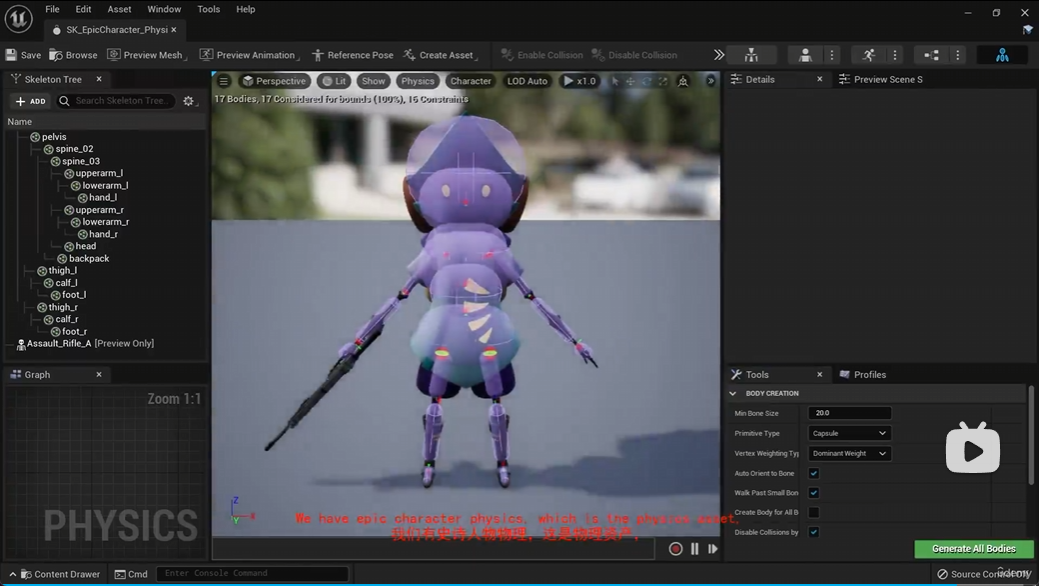 File Edit Asset Window Tools Help
SK_EpicCharacter_Physi
Save Browse Preview Mesh Preview Animation Reference Pose Create Asset Enable Collision Disable Collision
Skeleton Tree
ADD Search Skeleton Tree..
Name
pelvis
spine_02
spine_03
upperarm_l
lowerarm_l
hand_l
upperarm_r
lowerarm_r
hand_r
head
backpack
thigh_l
calf_l
foot_l
thigh_r
calf_r
foot_r
Assault_Rifle_A [Preview Only]
Graph
Zoom 1:1
PHYSICS
Perspective Lit Show Physics Character LOD Auto x1.0
17 Bodies, 17 Considered for bounds (100%), 16 Constraints
Z
X
Y
We have epic character physics, which is the physics asset,
我们有史诗人物物理，这是物理资产，
Details Preview Scene S
Tools Profiles
BODY CREATION
Min Bone Size 20.0
Primitive Type Capsule
Vertex Weighting Typ Dominant Weight
Auto Orient to Bone
Walk Past Small Bon
Create Body for All B
Disable Collisions by
Generate All Bodies
Content Drawer Cmd Enter Console Command
Source Control
ûdemy